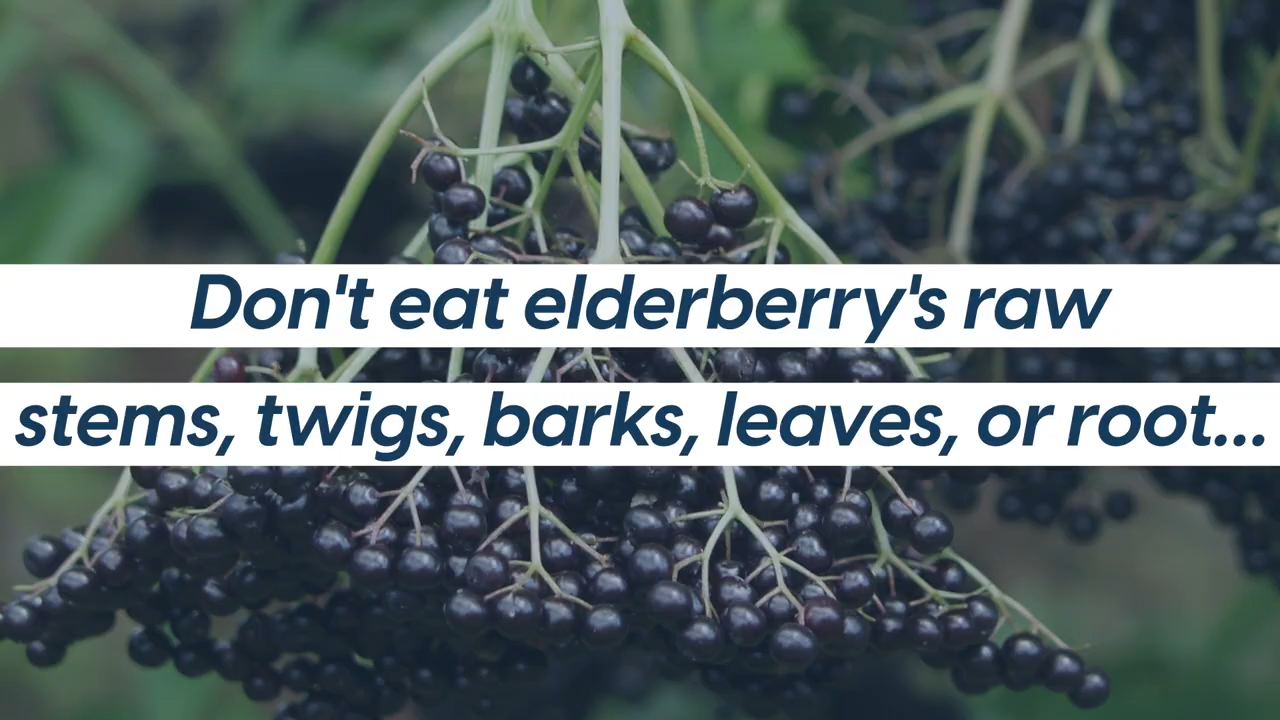 Don't eat elderberry's raw
stems, twigs, barks, leaves, or root...